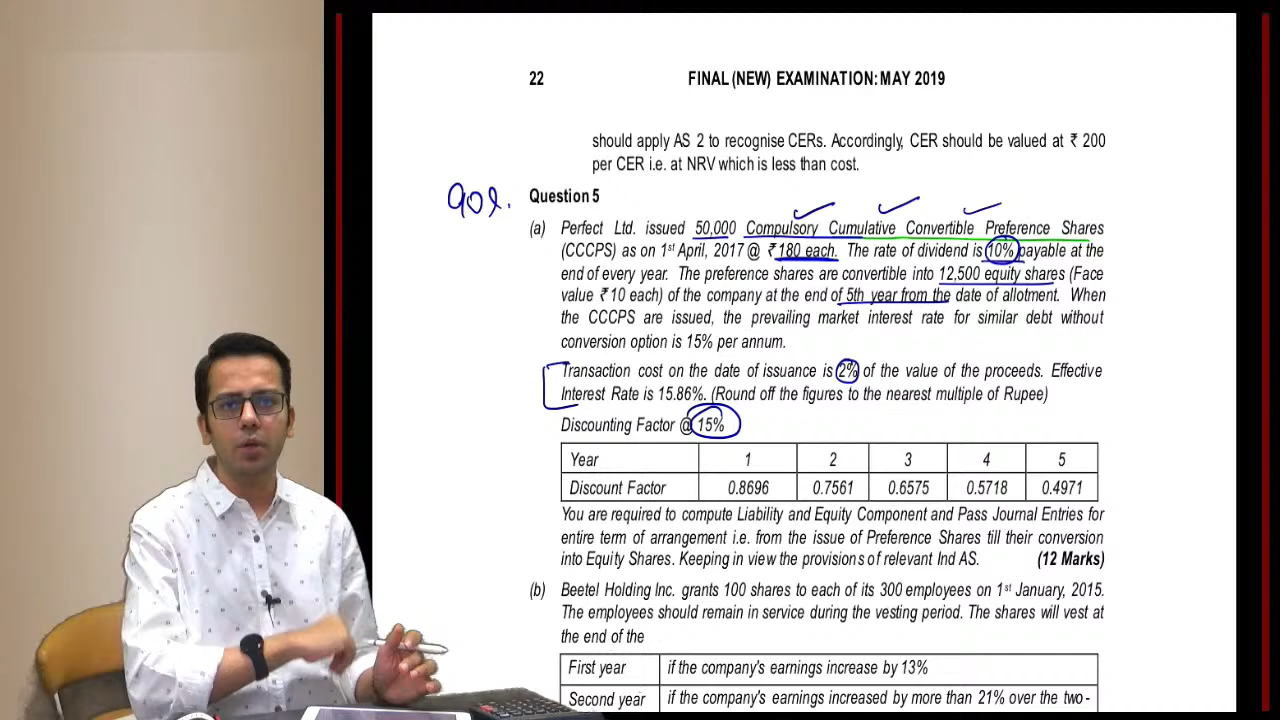 22 FINAL (NEW) EXAMINATION: MAY 2019
should apply AS 2 to recognise CERs. Accordingly, CER should be valued at ₹ 200
per CER i.e. at NRV which is less than cost.
Question 5
(a) Perfect Ltd. issued 50,000 Compulsory Cumulative Convertible Preference Shares
(CCCPS) as on 1st April, 2017 @ ₹ 180 each. The rate of dividend is 10% payable at the
end of every year. The preference shares are convertible into 12,500 equity shares (Face
value ₹ 10 each) of the company at the end of 5th year from the date of allotment. When
the CCCPS are issued, the prevailing market interest rate for similar debt without
conversion option is 15% per annum.
Transaction cost on the date of issuance is 2% of the value of the proceeds. Effective
Interest Rate is 15.86%. (Round off the figures to the nearest multiple of Rupee)
Discounting Factor @ 15%
Year 1 2 3 4 5
Discount Factor 0.8696 0.7561 0.6575 0.5718 0.4971
You are required to compute Liability and Equity Component and Pass Journal Entries for
entire term of arrangement i.e. from the issue of Preference Shares till their conversion
into Equity Shares. Keeping in view the provisions of relevant Ind AS. (12 Marks)
(b) Beetel Holding Inc. grants 100 shares to each of its 300 employees on 1st January, 2015.
The employees should remain in service during the vesting period. The shares will vest at
the end of the
First year if the company's earnings increase by 13%
Second year if the company's earnings increased by more than 21% over the two-